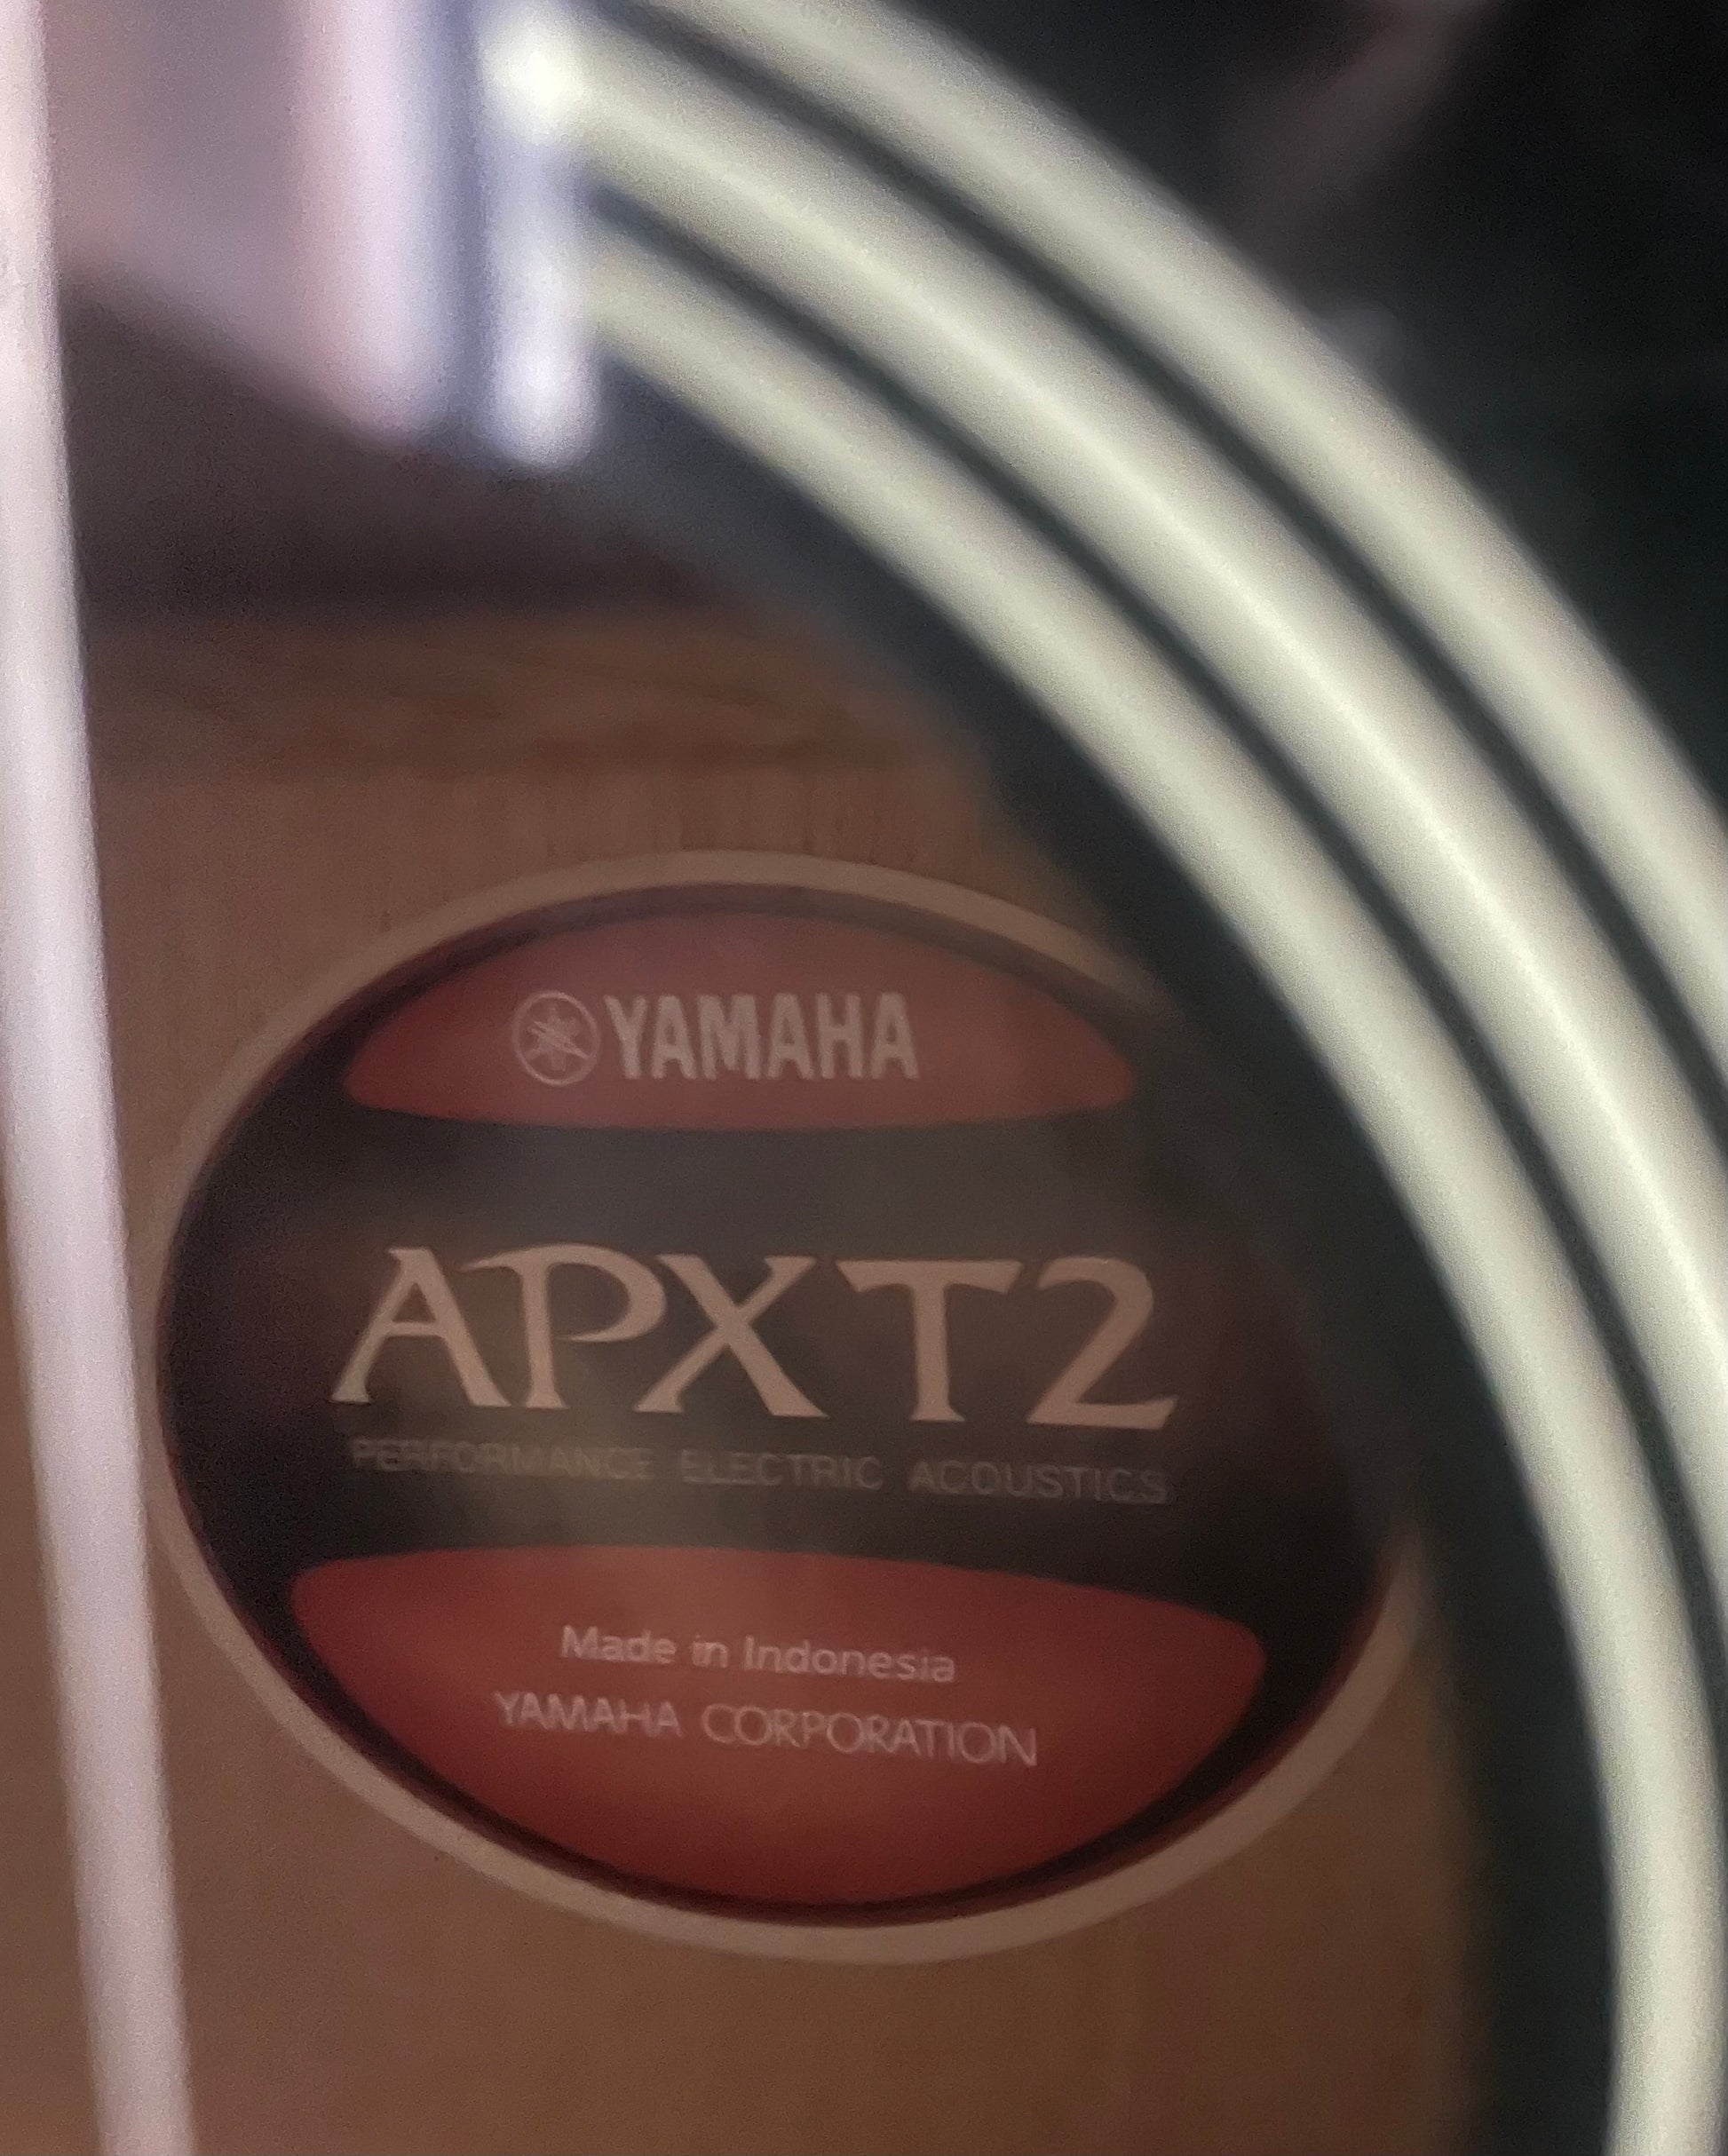 YAMAHA
APXT2
PERFORMANCE ELECTRIC ACOUSTICS
Made in Indonesia
YAMAHA CORPORATION